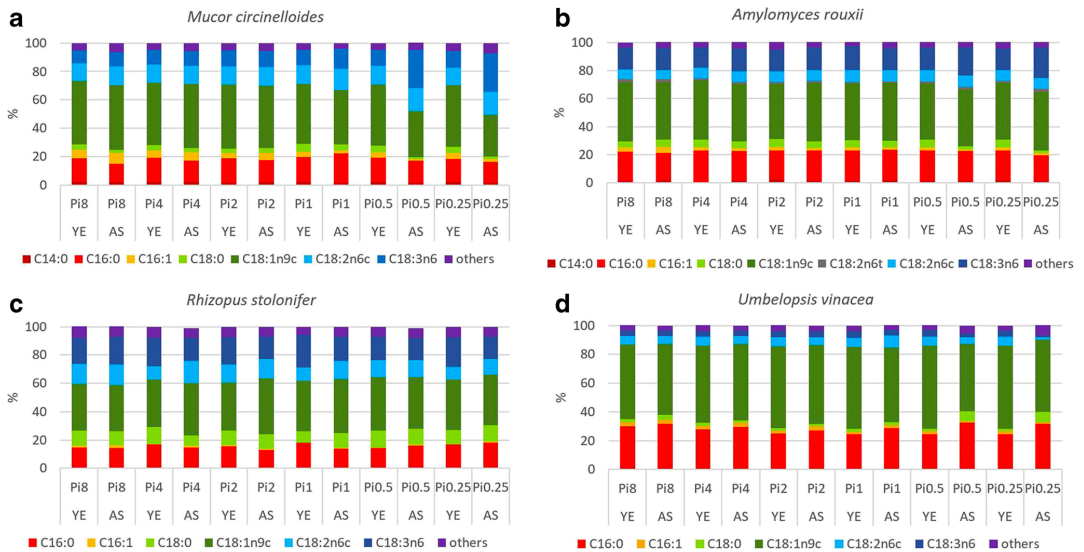 a
Mucor circinelloides
100
80
60
40
20
0
%
Pi8 Pi8 Pi4 Pi4 Pi2 Pi2 Pi1 Pi1 Pi0.5 Pi0.5 Pi0.25 Pi0.25
YE AS YE AS YE AS YE AS YE AS YE AS
C14:0 C16:0 C16:1 C18:0 C18:1n9c C18:2n6c C18:3n6 others
b
Amylomyces rouxii
100
80
60
40
20
0
%
Pi8 Pi8 Pi4 Pi4 Pi2 Pi2 Pi1 Pi1 Pi0.5 Pi0.5 Pi0.25 Pi0.25
YE AS YE AS YE AS YE AS YE AS YE AS
C14:0 C16:0 C16:1 C18:0 C18:1n9c C18:2n6t C18:2n6c C18:3n6 others
c
Rhizopus stolonifer
100
80
60
40
20
0
%
Pi8 Pi8 Pi4 Pi4 Pi2 Pi2 Pi1 Pi1 Pi0.5 Pi0.5 Pi0.25 Pi0.25
YE AS YE AS YE AS YE AS YE AS YE AS
C16:0 C16:1 C18:0 C18:1n9c C18:2n6c C18:3n6 others
d
Umbelopsis vinacea
100
80
60
40
20
0
%
Pi8 Pi8 Pi4 Pi4 Pi2 Pi2 Pi1 Pi1 Pi0.5 Pi0.5 Pi0.25 Pi0.25
YE AS YE AS YE AS YE AS YE AS YE AS
C16:0 C16:1 C18:0 C18:1n9c C18:2n6c C18:3n6 others